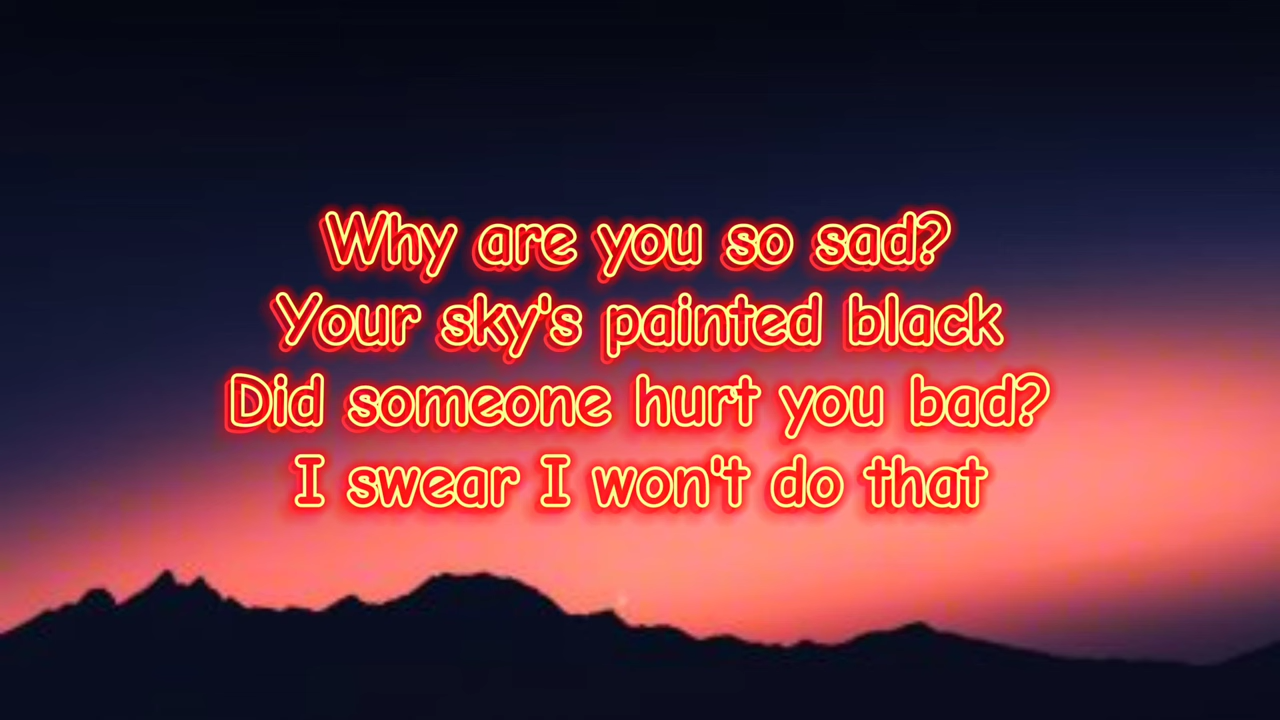 Why are you so sad?
Your sky's painted black
Did someone hurt you bad?
I swear I won't do that